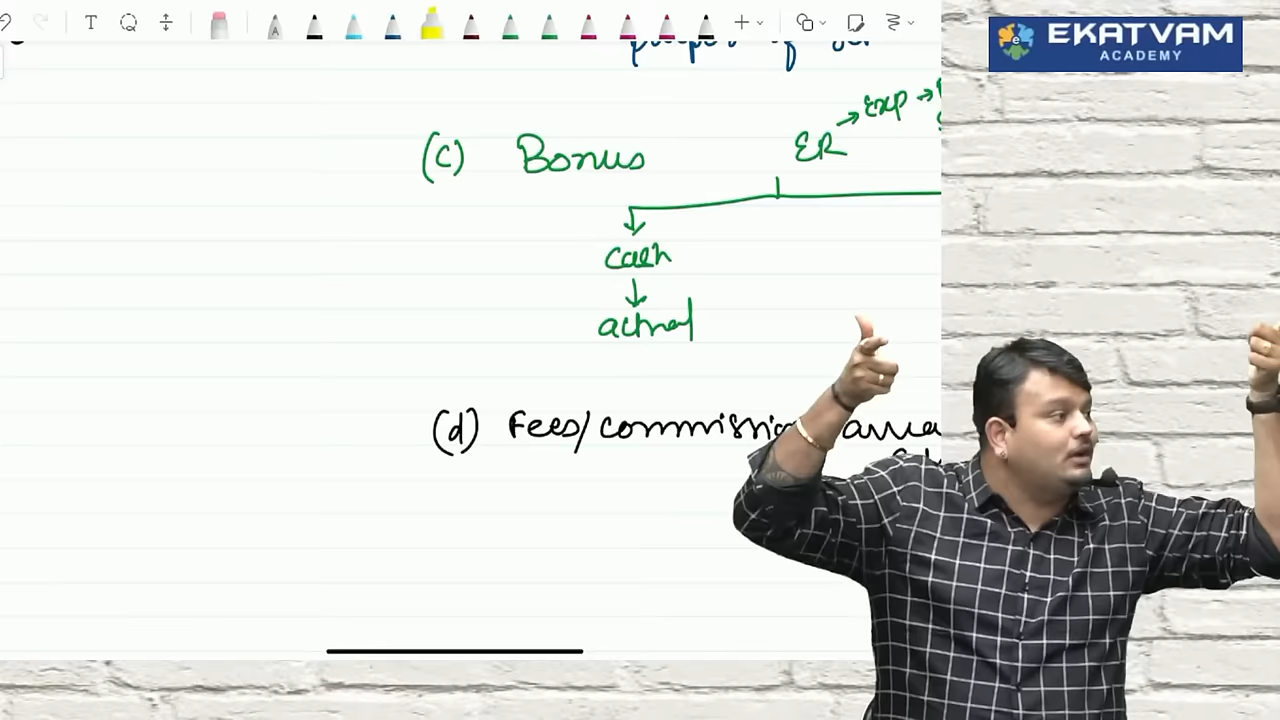 EKATVAM
ACADEMY
ER → Exp →
(c) Bonus
cash
actual
(d) Fees/commission